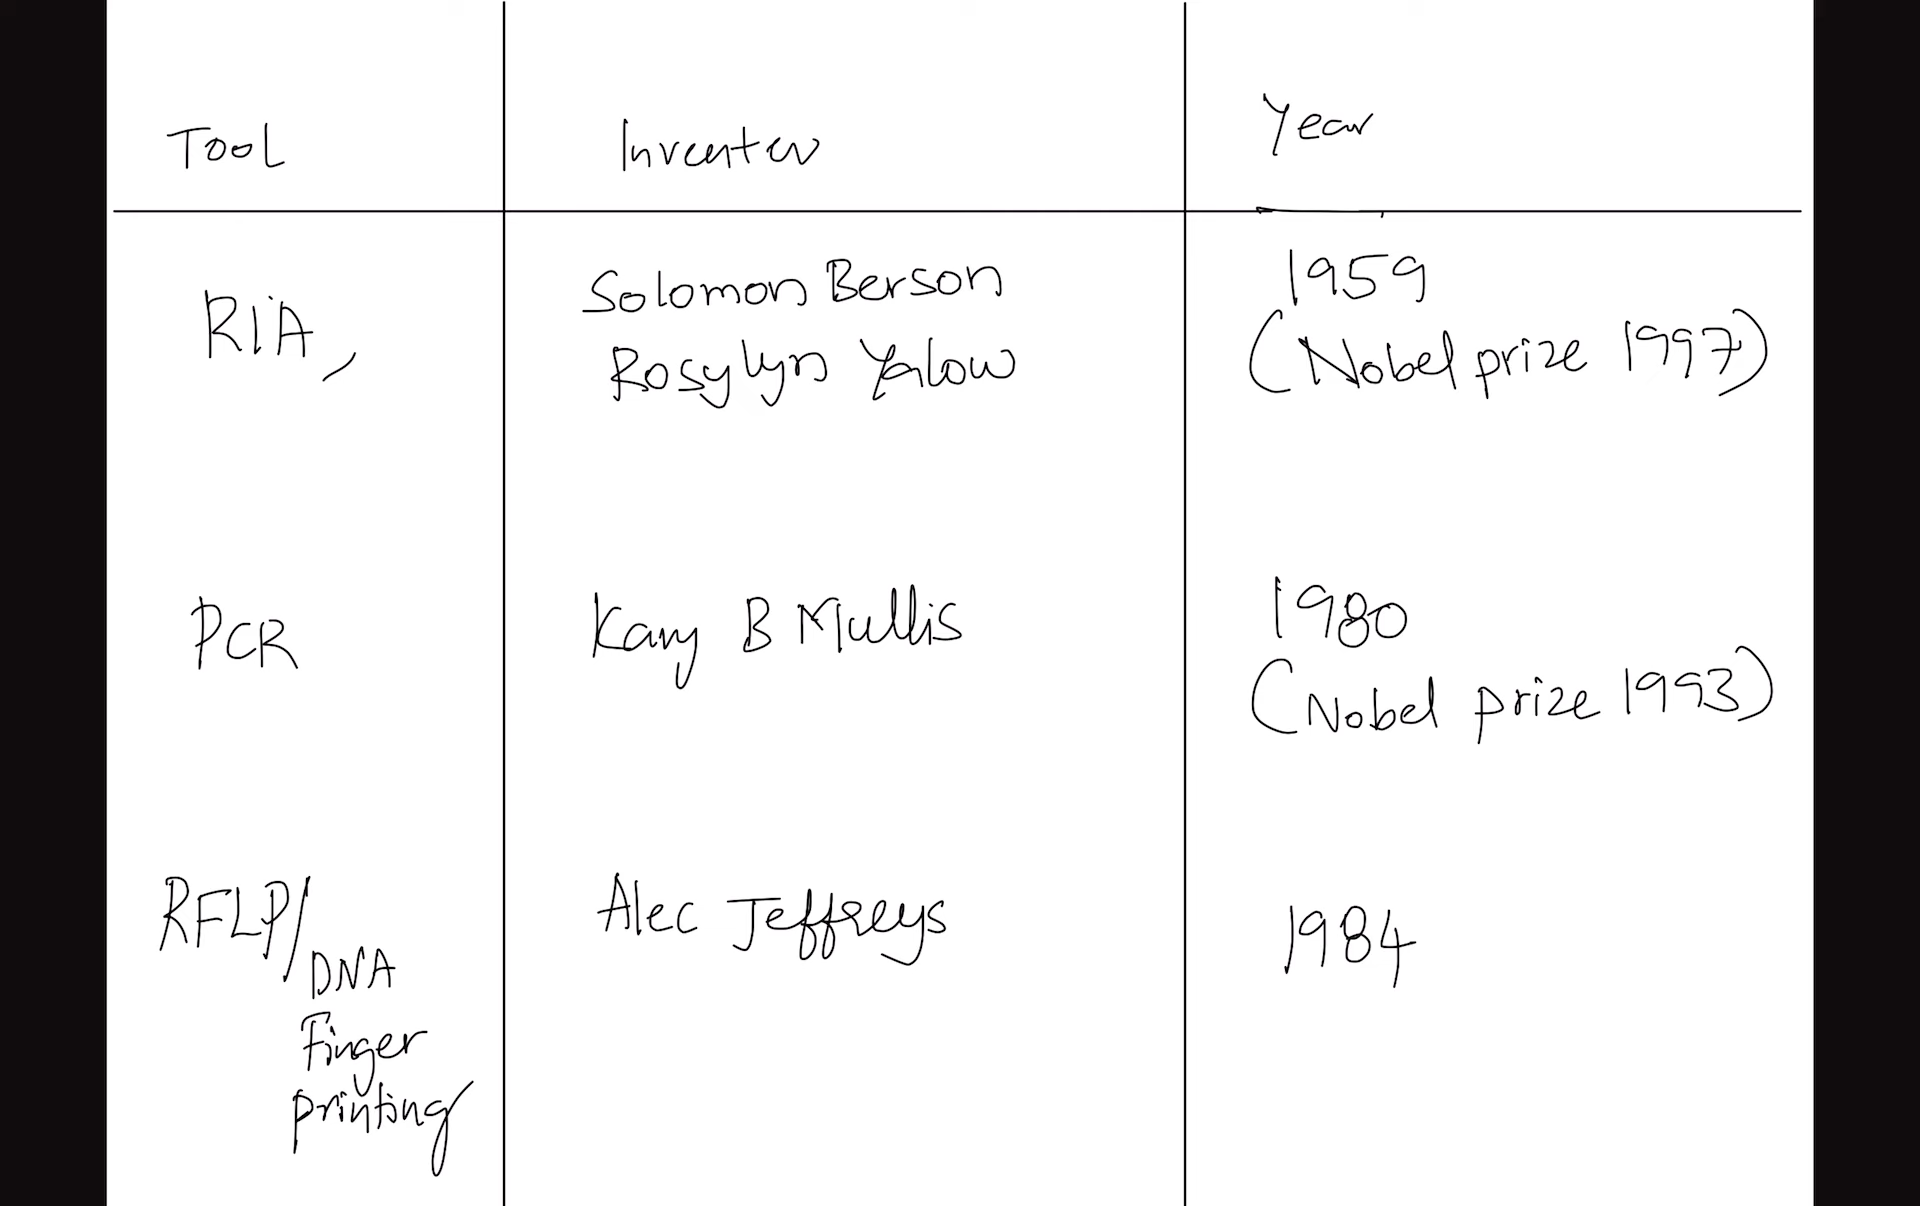 Tool Inventer Year
RIA, Solomon Berson 1959
Rosylyn Yalow (Nobel prize 1997)
PCR Kary B Mullis 1980
(Nobel prize 1993)
RFLP/ Alec Jeffreys 1984
DNA
Finger
printing